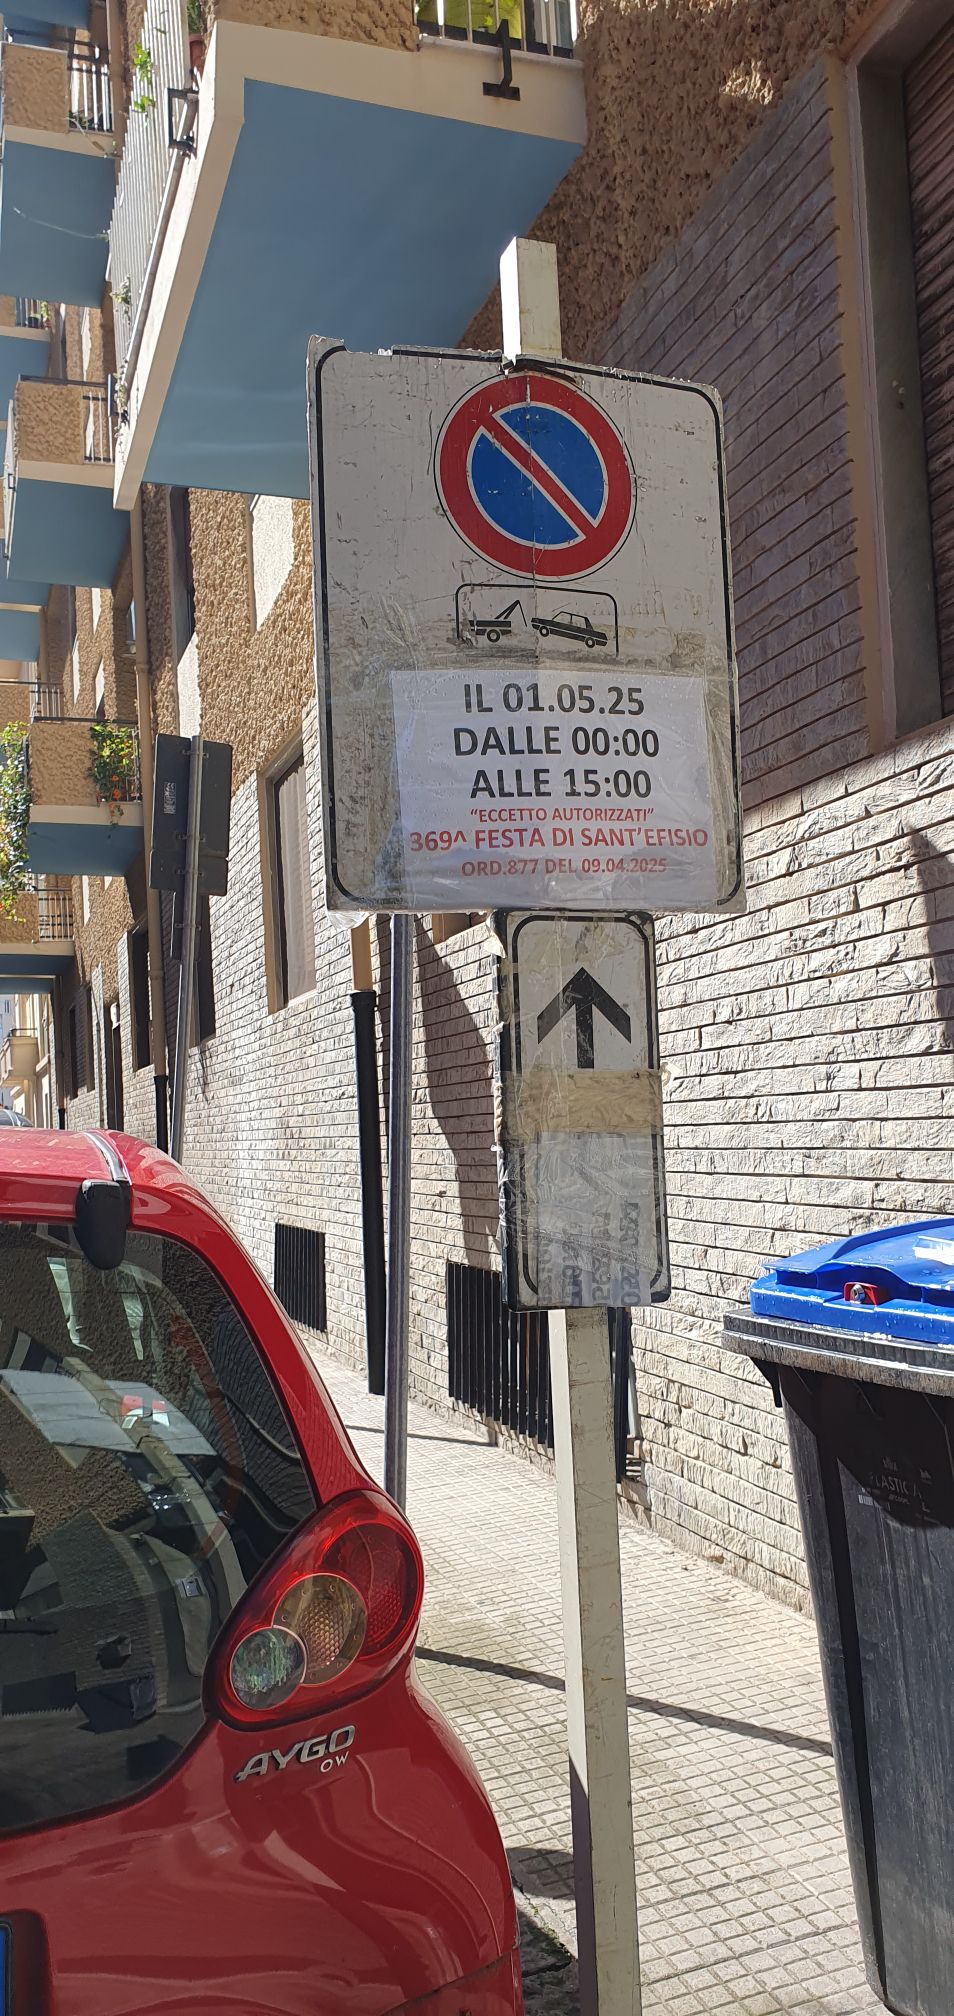 IL 01.05.25
DALLE 00:00
ALLE 15:00
"ECCETTO AUTORIZZATI"
369^ FESTA DI SANT'EFISIO
ORD.877 DEL 09.04.2025
AYGO
OW